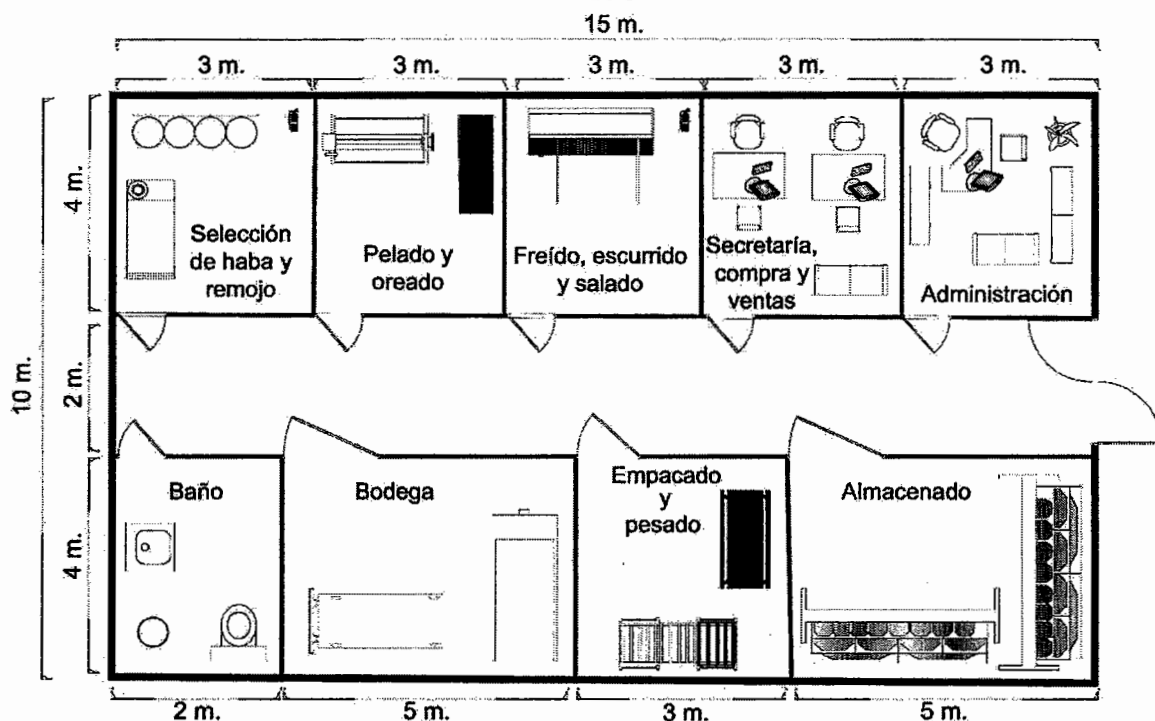 15 m.
3 m.
3 m.
3 m.
3 m.
3 m.
10 m.
4 m.
2 m.
4 m.
Selección
de haba y
remojo
Pelado y
oreado
Freído, escurrido
y salado
Secretaría,
compra y
ventas
Administración
Baño
Bodega
Empacado
y
pesado
Almacenado
2 m.
5 m.
3 m.
5 m.